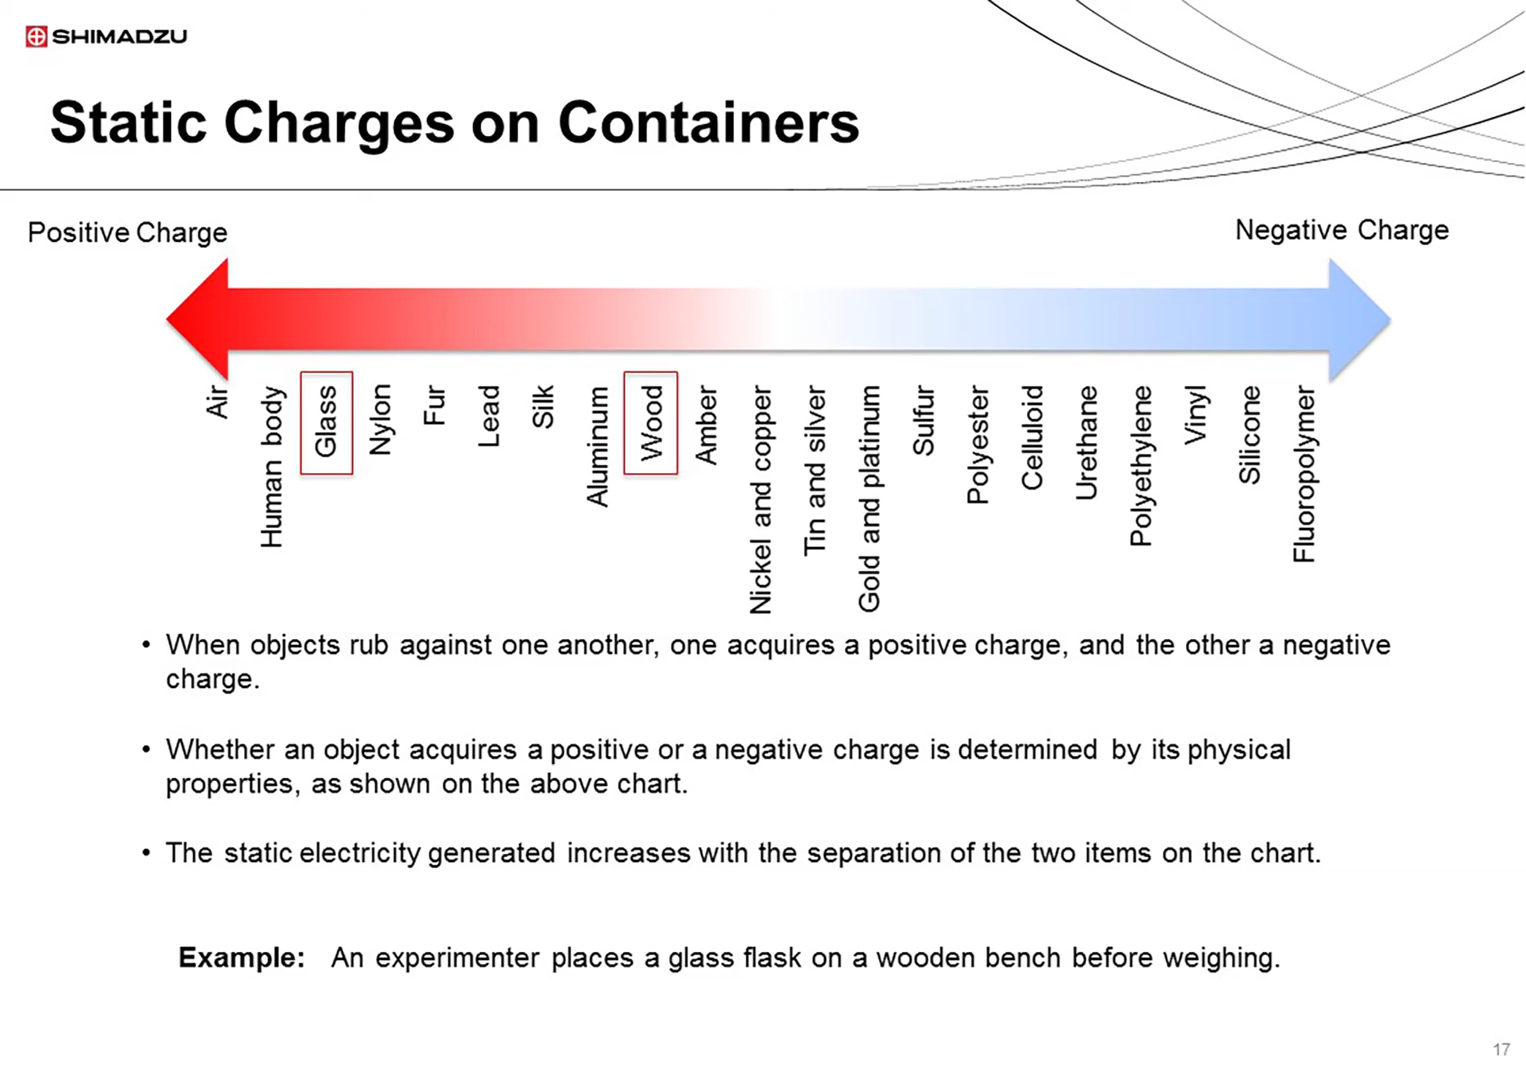 SHIMADZU
Static Charges on Containers
Positive Charge
Negative Charge
Air
Human body
Glass
Nylon
Fur
Lead
Silk
Aluminum
Wood
Amber
Nickel and copper
Tin and silver
Gold and platinum
Sulfur
Polyester
Celluloid
Urethane
Polyethylene
Vinyl
Silicone
Fluoropolymer
• When objects rub against one another, one acquires a positive charge, and the other a negative
charge.
• Whether an object acquires a positive or a negative charge is determined by its physical
properties, as shown on the above chart.
• The static electricity generated increases with the separation of the two items on the chart.
Example: An experimenter places a glass flask on a wooden bench before weighing.
17